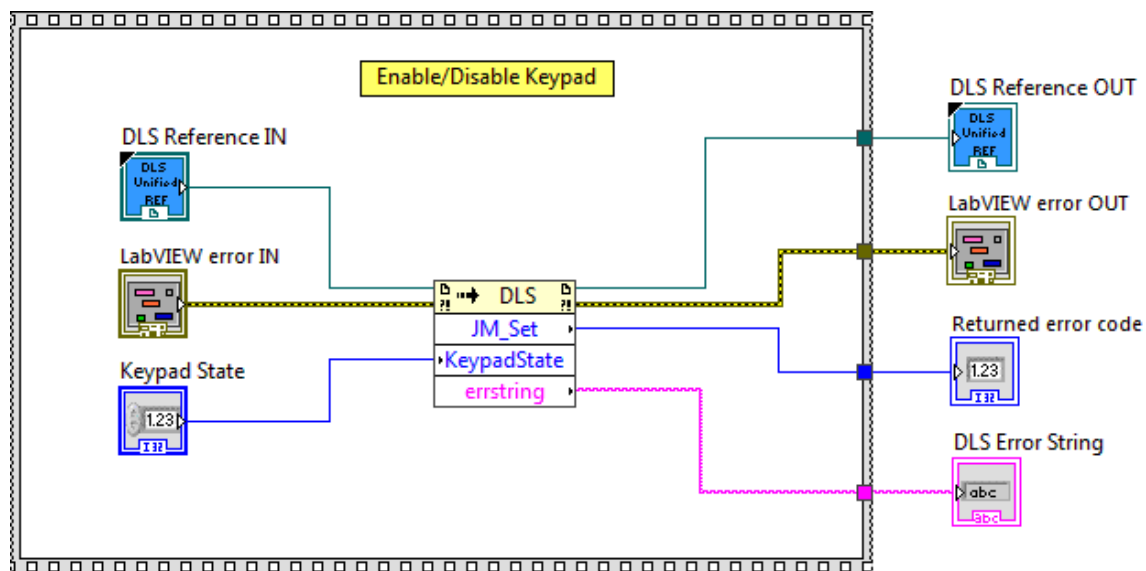 Enable/Disable Keypad
DLS Reference OUT
DLS
Unified
REF
DLS Reference IN
DLS
Unified
REF
LabVIEW error OUT
LabVIEW error IN
?! DLS ?!
JM_Set
KeypadState
errstring
Returned error code
1.23
I32
Keypad State
1.23
I32
DLS Error String
abc
abc